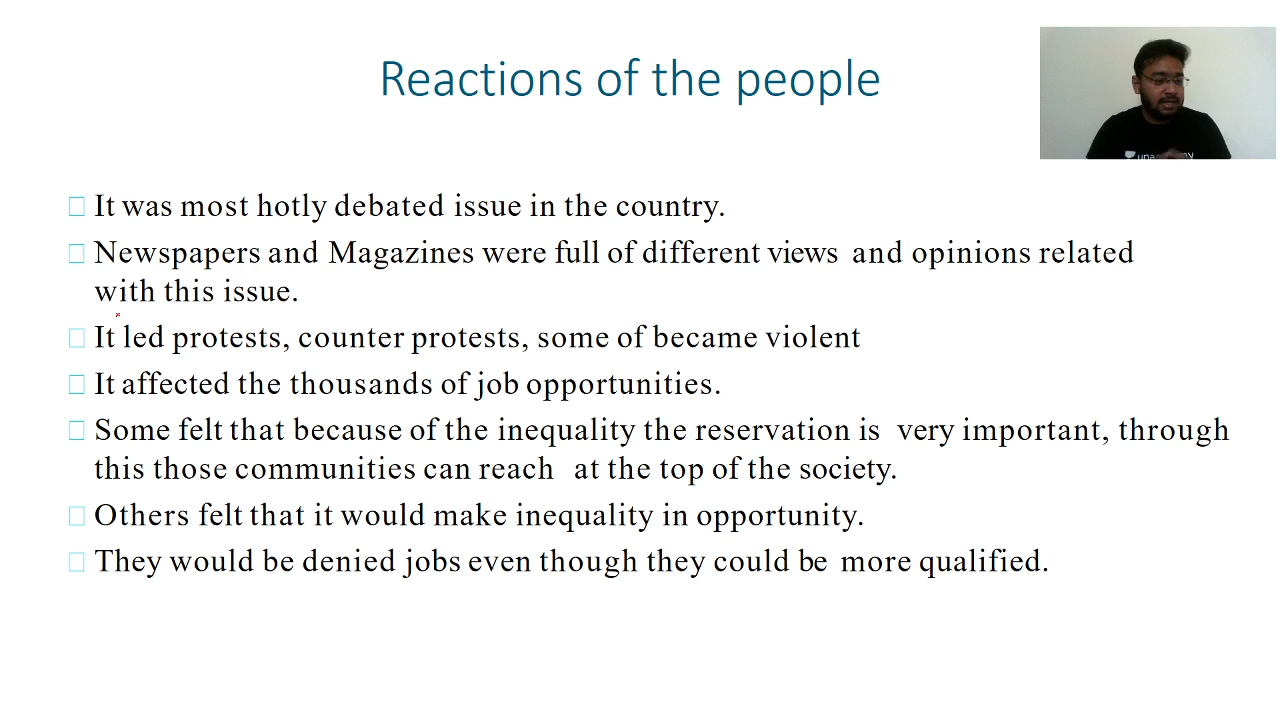 Reactions of the people
It was most hotly debated issue in the country.
Newspapers and Magazines were full of different views and opinions related
with this issue.
It led protests, counter protests, some of became violent
It affected the thousands of job opportunities.
Some felt that because of the inequality the reservation is very important, through
this those communities can reach at the top of the society.
Others felt that it would make inequality in opportunity.
They would be denied jobs even though they could be more qualified.